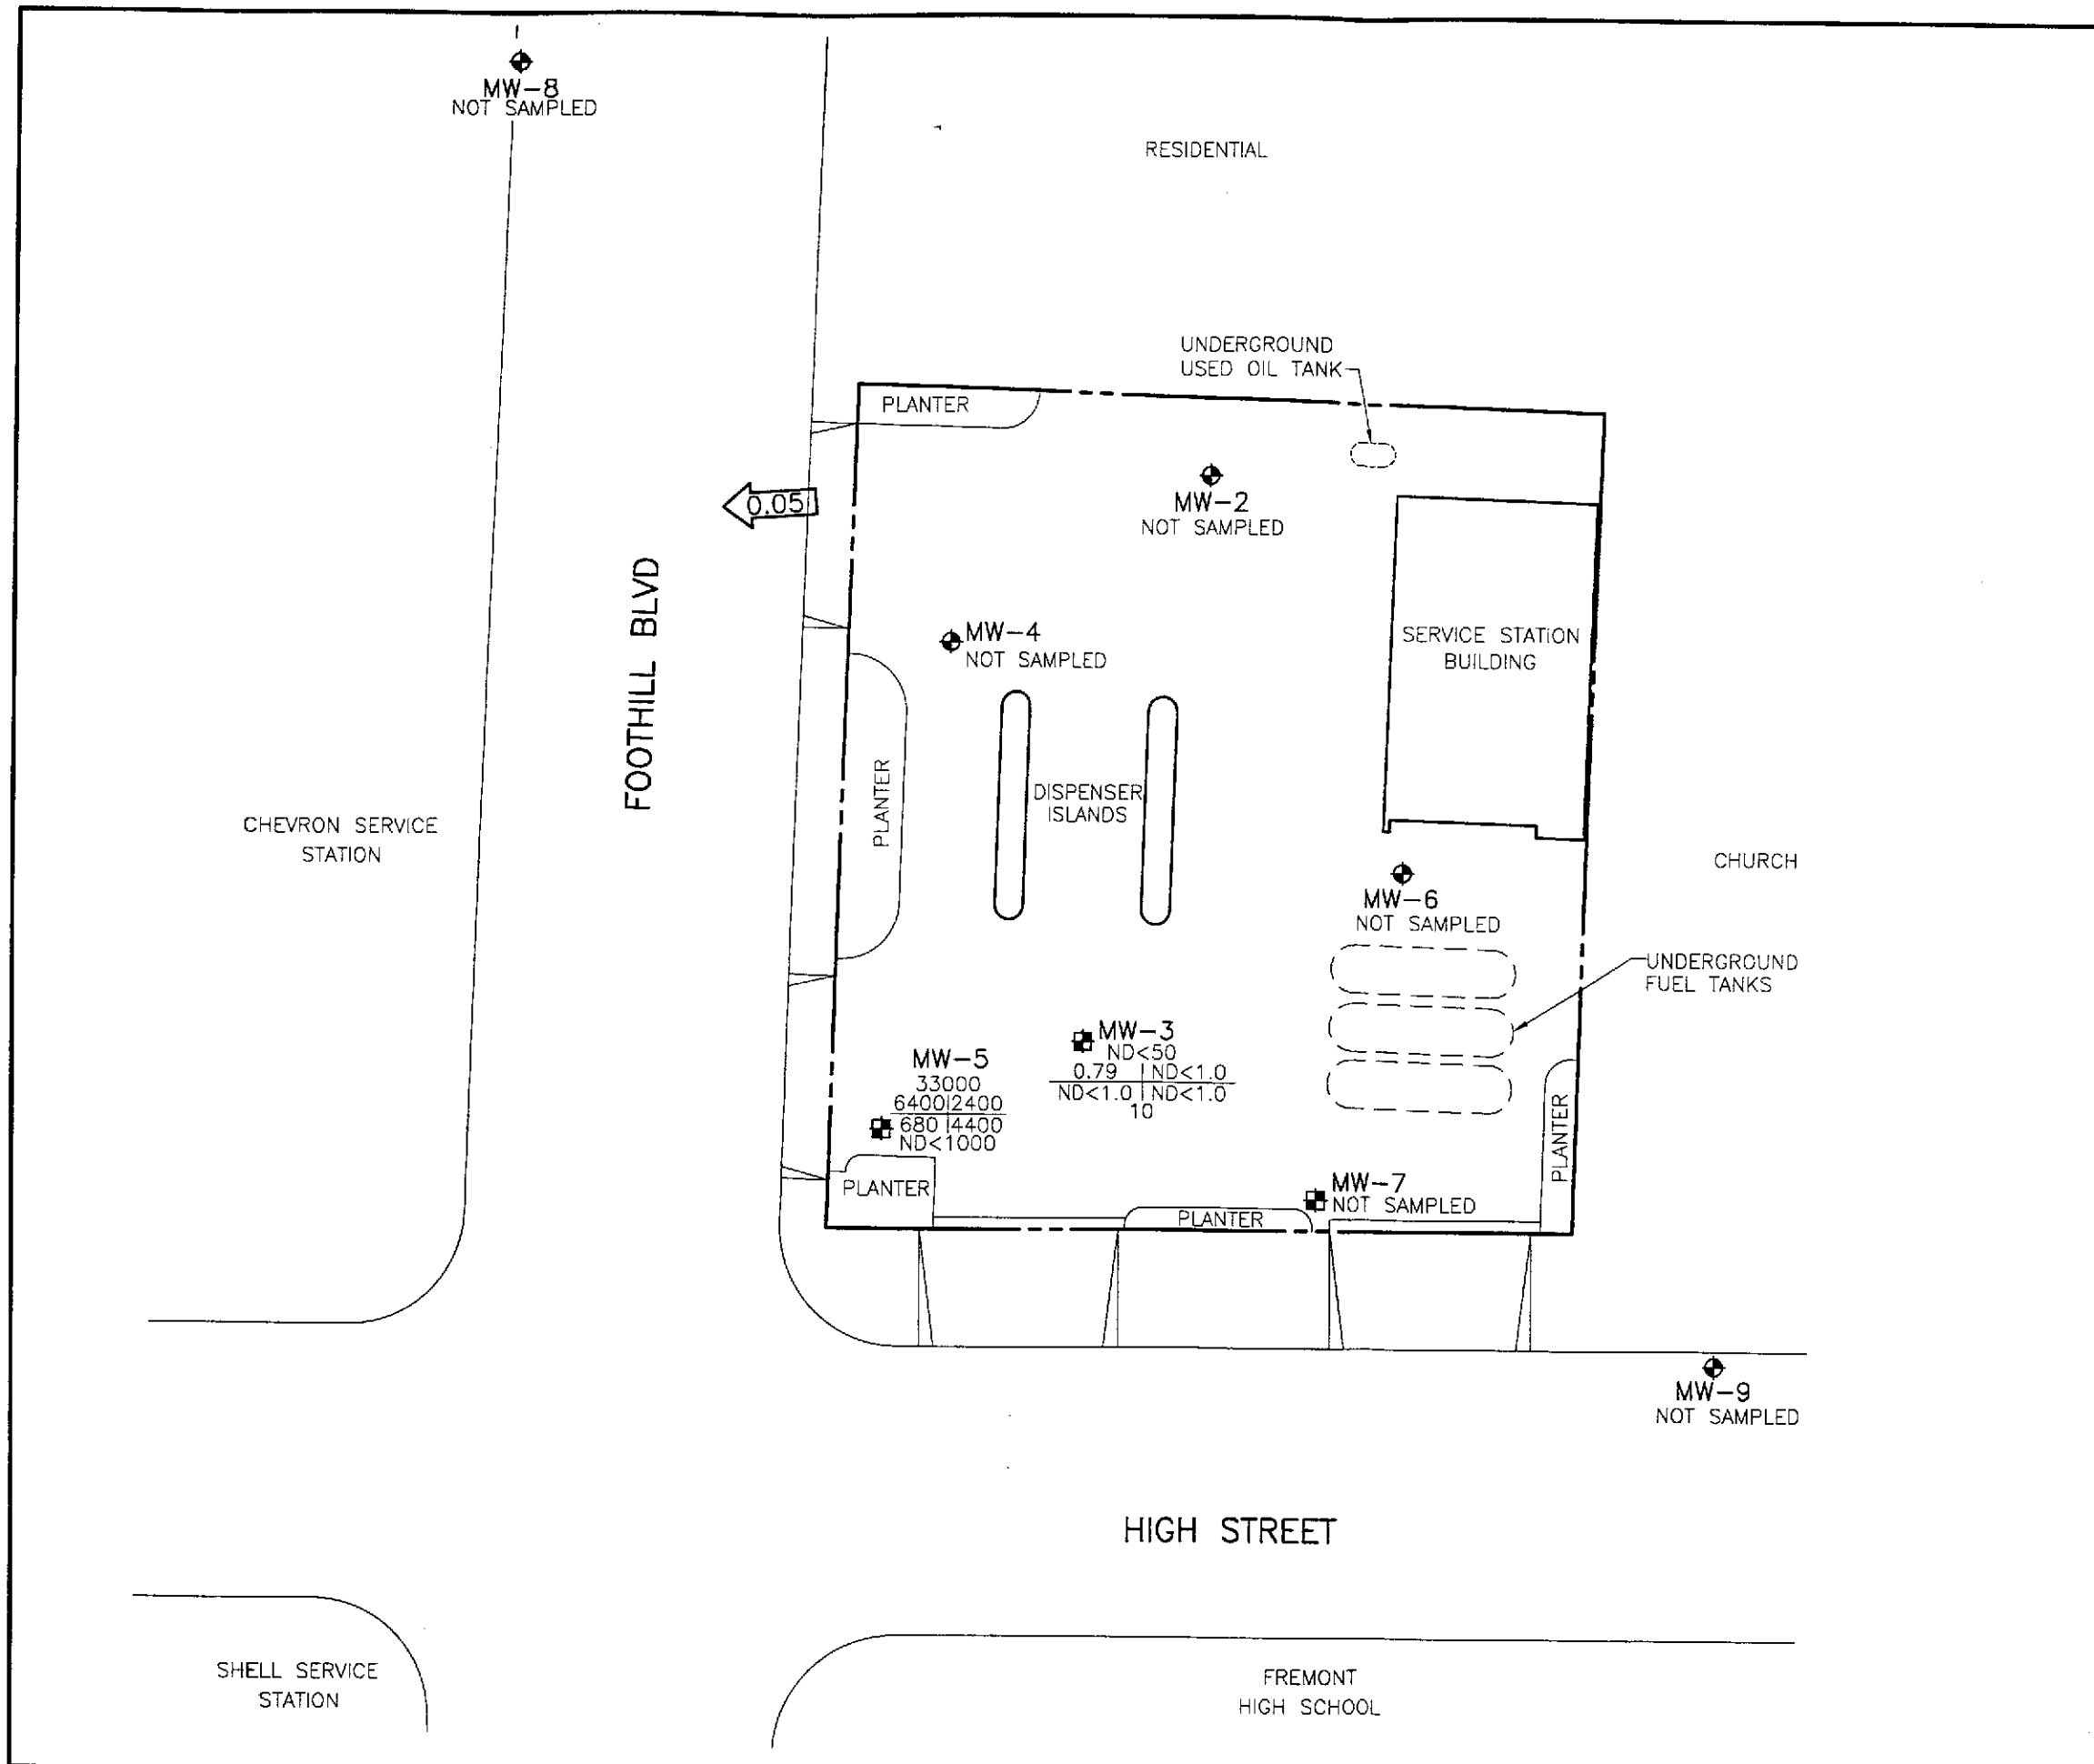 MW-8
NOT SAMPLED
RESIDENTIAL
UNDERGROUND
USED OIL TANK
PLANTER
0.05
MW-2
NOT SAMPLED
FOOTHILL BLVD
MW-4
NOT SAMPLED
SERVICE STATION
BUILDING
PLANTER
DISPENSER
ISLANDS
CHEVRON SERVICE
STATION
CHURCH
MW-6
NOT SAMPLED
UNDERGROUND
FUEL TANKS
MW-3
ND<50
0.79 | ND<1.0
ND<1.0 | ND<1.0
10
MW-5
33000
6400|2400
680|4400
ND<1000
PLANTER
PLANTER
MW-7
NOT SAMPLED
PLANTER
MW-9
NOT SAMPLED
HIGH STREET
SHELL SERVICE
STATION
FREMONT
HIGH SCHOOL